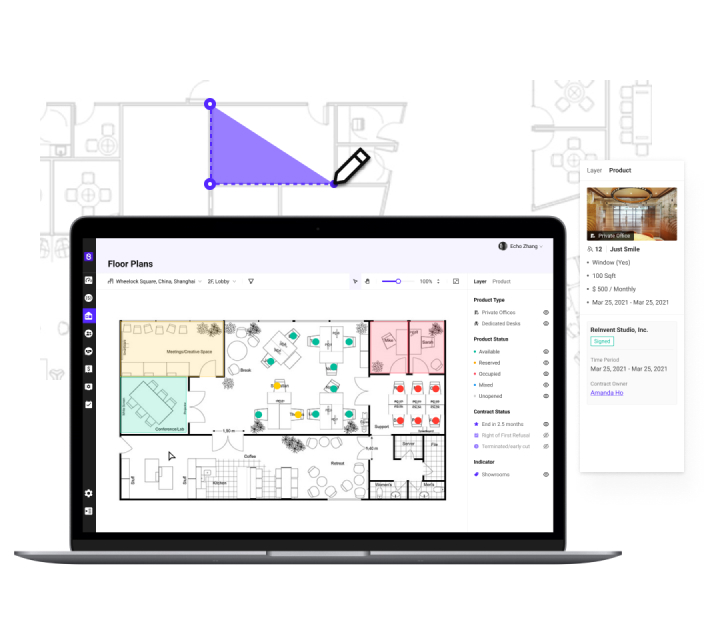 Echo Zhang
Floor Plans
Wheelock Square, China, Shanghai
2F, Lobby
100%
Layer Product
Product Type
Private Offices
Dedicated Desks
Product Status
Available
Reserved
Occupied
Mixed
Unopened
Contract Status
End in 2.5 months
Right of First Refusal
Terminated/early out
Indicator
Showrooms
Meetings/Creative Space
Break
Conference/Lab
Support
Coffee
Retreat
Kitchen
Women's
Men's
Layer Product
Private Office
12 Just Smile
Window (Yes)
100 Sqft
$ 500 / Monthly
Mar 25, 2021 - Mar 25, 2021
ReInvent Studio, Inc.
Signed
Time Period
Mar 25, 2021 - Mar 25, 2021
Contract Owner
Amanda Ho